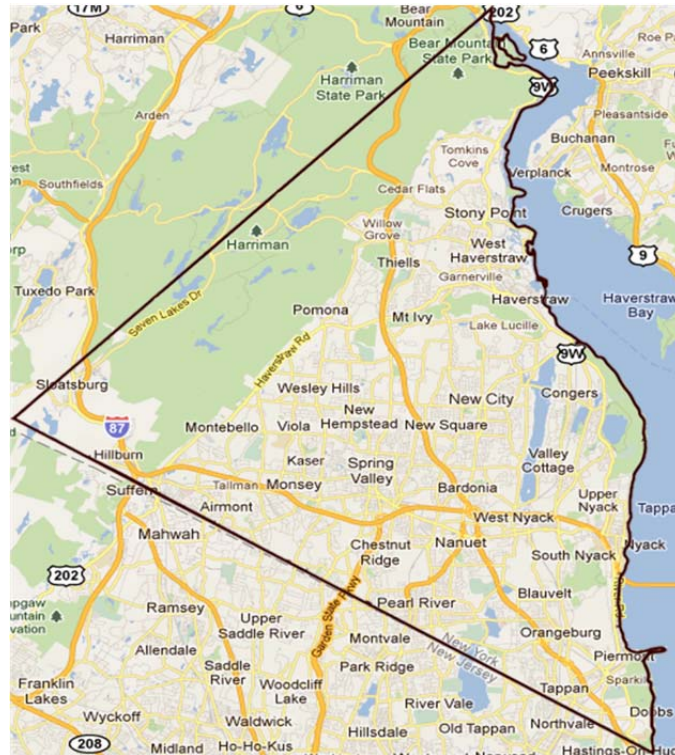 17M
6
Bear
Mountain
202
Park
Harriman
Bear Mountain
State Park
6
Annsville
Roe Pa
Peekskill
Harriman
State Park
9W
Arden
Pleasantside
Tomkins
Cove
Buchanan
Montrose
Verplanck
Southfields
Cedar Flats
Stony Point
Crugers
Harriman
Willow
Grove
West
Haverstraw
9
Thiells
Garnerville
Tuxedo Park
Seven Lakes Dr
Pomona
Haverstraw
Haverstraw
Bay
Mt Ivy
Lake Lucille
Haverstraw Rd
9W
Sloatsburg
Wesley Hills
New City
Congers
87
Montebello
Viola
New
Hempstead
New Square
Hillburn
Kaser
Spring
Valley
Valley
Cottage
Suffern
Tallman
Monsey
Bardonia
Airmont
Upper
Nyack
Tappa
West Nyack
Mahwah
Chestnut
Ridge
Nanuet
Nyack
South Nyack
202
Garden State Pkwy
Blauvelt
Ramsey
Upper
Saddle River
Pearl River
Orangeburg
Montvale
New York
New Jersey
Allendale
Saddle
River
Park Ridge
Piermont
Sparkil
Franklin
Lakes
Woodcliff
Lake
Tappan
River Vale
Dobbs
Wyckoff
Waldwick
Northvale
Hillsdale
Old Tappan
208
Midland
Ho-Ho-Kus
Hastings-On-Hud